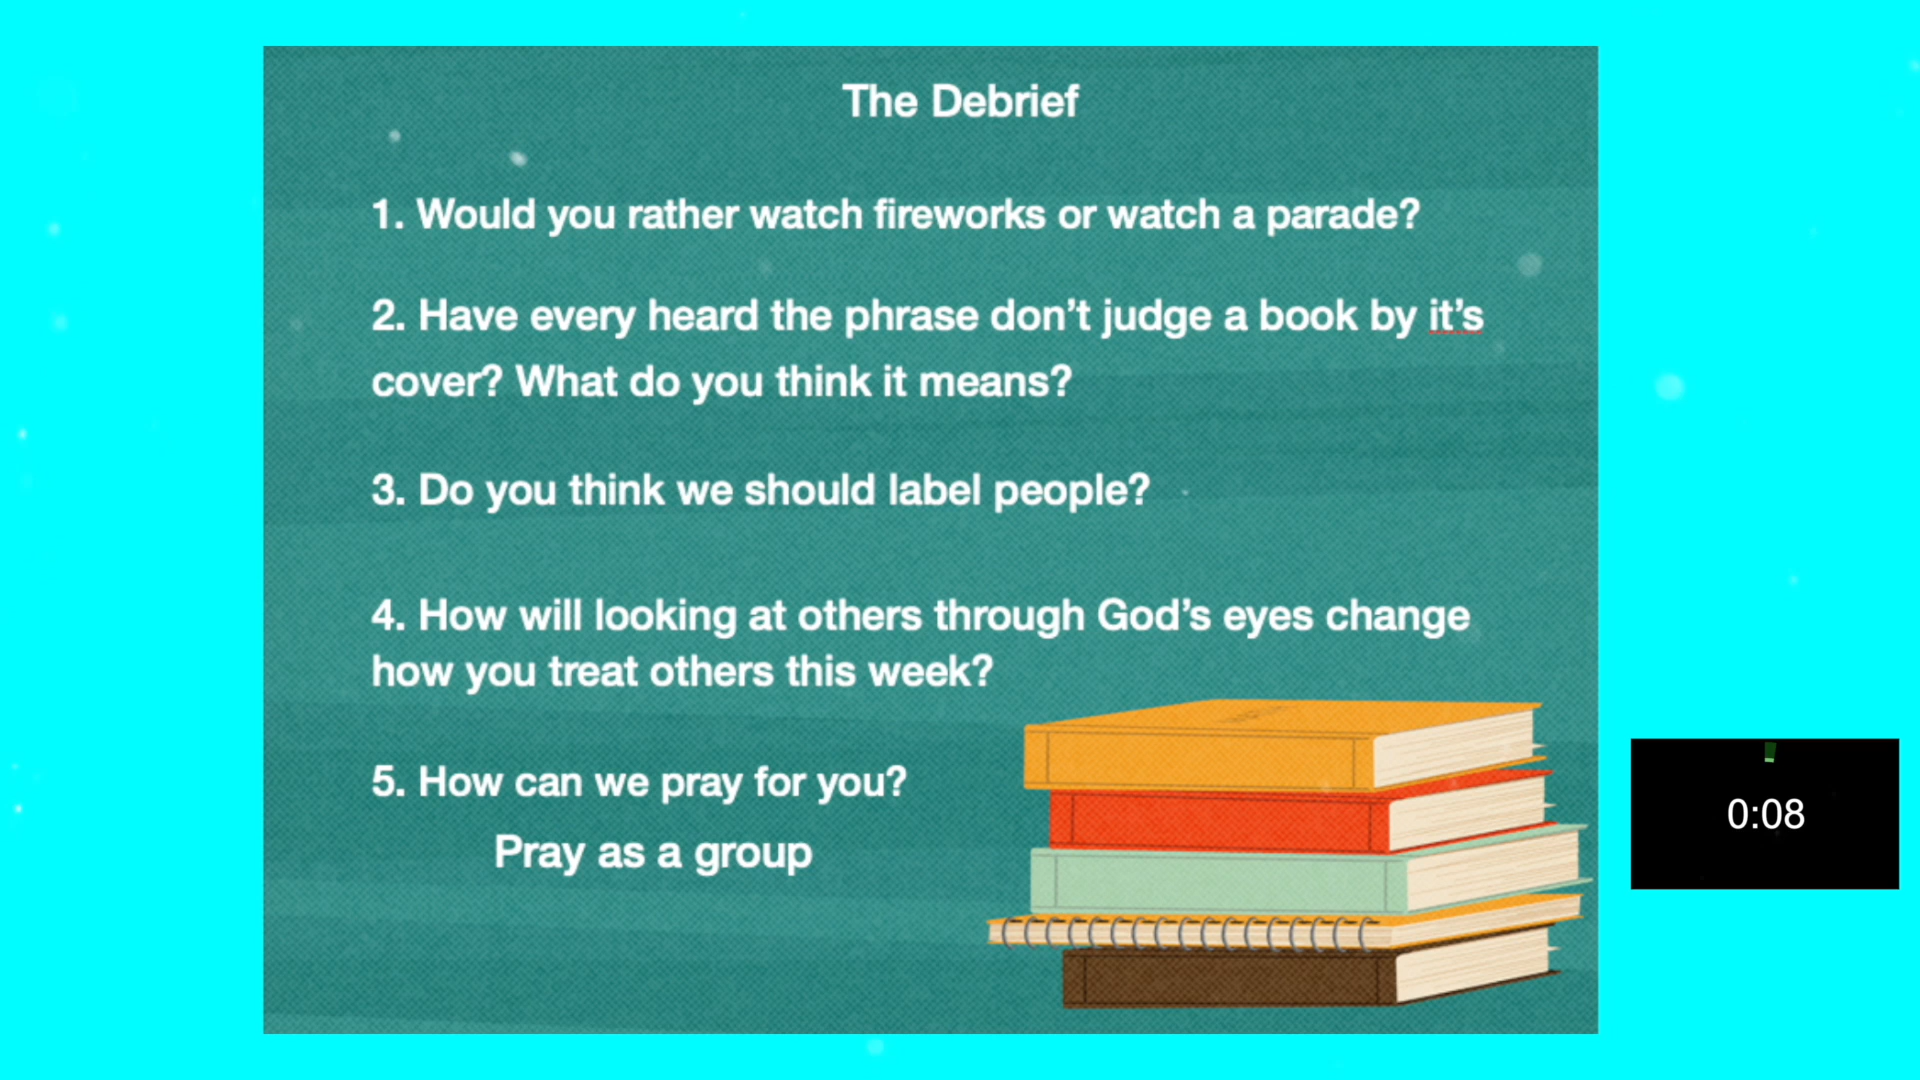 The Debrief
1. Would you rather watch fireworks or watch a parade?
2. Have every heard the phrase don’t judge a book by it’s
cover? What do you think it means?
3. Do you think we should label people?
4. How will looking at others through God’s eyes change
how you treat others this week?
5. How can we pray for you?
Pray as a group
0:08